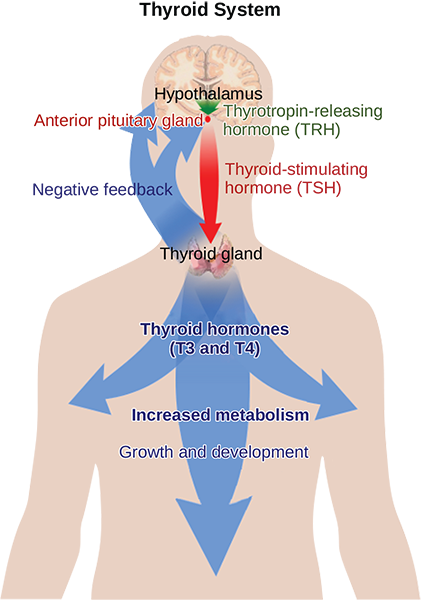 Thyroid System
Hypothalamus
Anterior pituitary gland
Thyrotropin-releasing
hormone (TRH)
Thyroid-stimulating
hormone (TSH)
Negative feedback
Thyroid gland
Thyroid hormones
(T3 and T4)
Increased metabolism
Growth and development